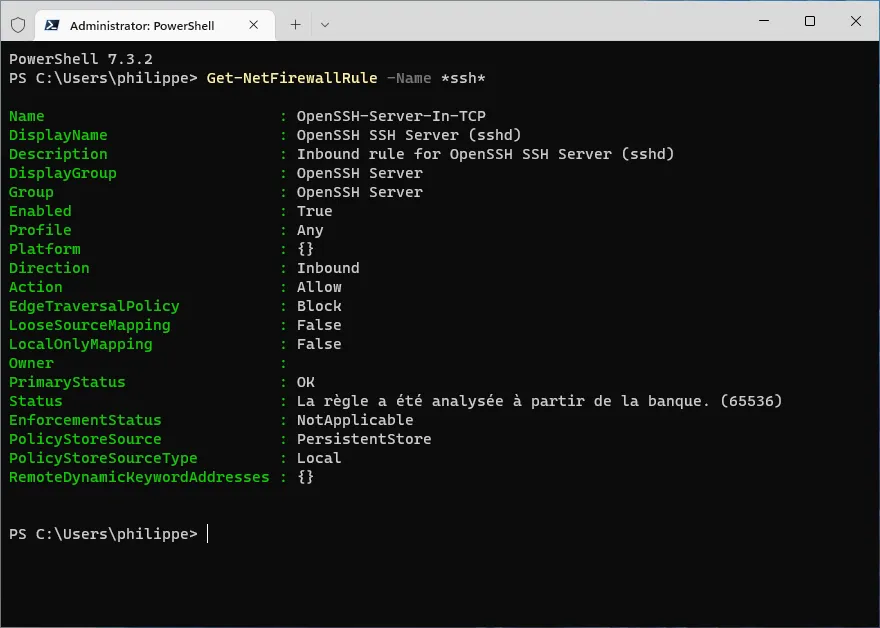 Administrator: PowerShell
PowerShell 7.3.2
PS C:\Users\philippe> Get-NetFirewallRule -Name *ssh*
Name : OpenSSH-Server-In-TCP
DisplayName : OpenSSH SSH Server (sshd)
Description : Inbound rule for OpenSSH SSH Server (sshd)
DisplayGroup : OpenSSH Server
Group : OpenSSH Server
Enabled : True
Profile : Any
Platform : {}
Direction : Inbound
Action : Allow
EdgeTraversalPolicy : Block
LooseSourceMapping : False
LocalOnlyMapping : False
Owner :
PrimaryStatus : OK
Status : La règle a été analysée à partir de la banque. (65536)
EnforcementStatus : NotApplicable
PolicyStoreSource : PersistentStore
PolicyStoreSourceType : Local
RemoteDynamicKeywordAddresses : {}
PS C:\Users\philippe>